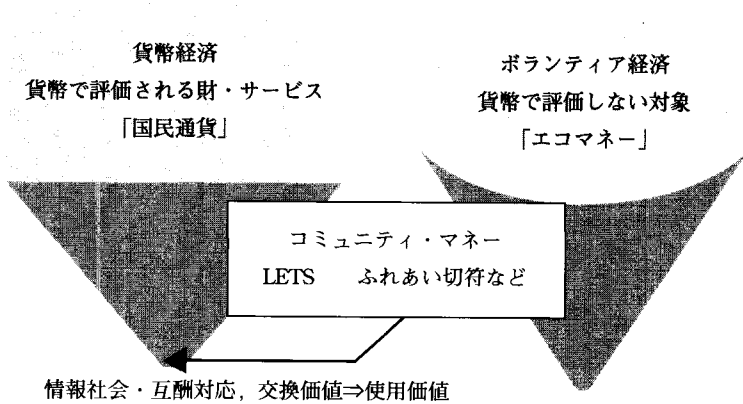 貨幣経済
貨幣で評価される財・サービス
「国民通貨」
ボランティア経済
貨幣で評価しない対象
「エコマネー」
コミュニティ・マネー
LETS　ふれあい切符など
情報社会・互酬対応，交換価値⇒使用価値